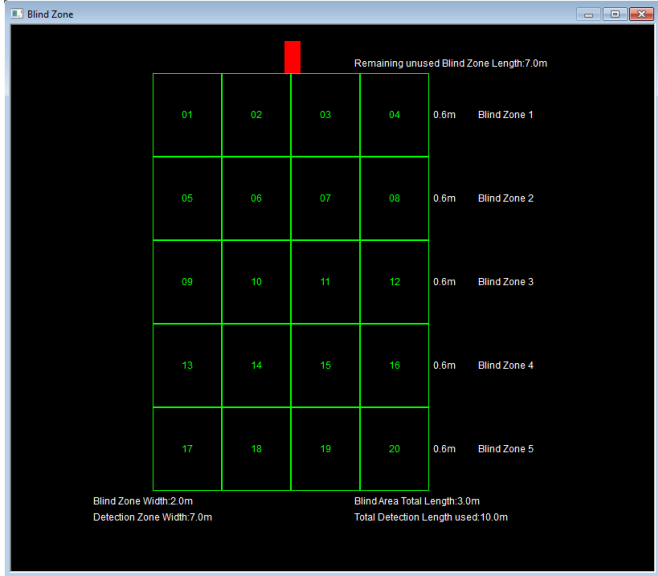 Blind Zone
Remaining unused Blind Zone Length:7.0m
01 02 03 04 0.6m Blind Zone 1
05 06 07 08 0.6m Blind Zone 2
09 10 11 12 0.6m Blind Zone 3
13 14 15 16 0.6m Blind Zone 4
17 18 19 20 0.6m Blind Zone 5
Blind Zone Width:2.0m Blind Area Total Length:3.0m
Detection Zone Width:7.0m Total Detection Length used:10.0m